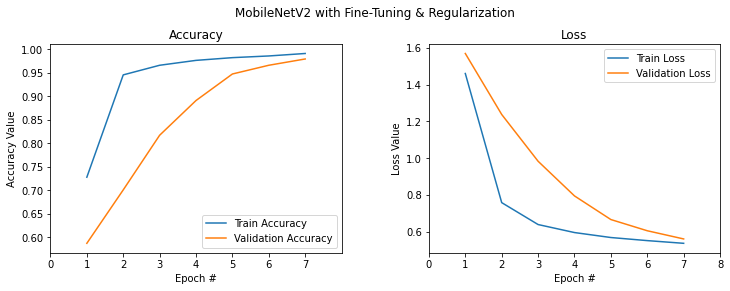 MobileNetV2 with Fine-Tuning & Regularization
Accuracy
1.00
0.95
0.90
0.85
0.80
0.75
0.70
0.65
0.60
Accuracy Value
Train Accuracy
Validation Accuracy
0 1 2 3 4 5 6 7
Epoch #
Loss
1.6
1.4
1.2
1.0
0.8
0.6
Loss Value
Train Loss
Validation Loss
0 1 2 3 4 5 6 7 8
Epoch #